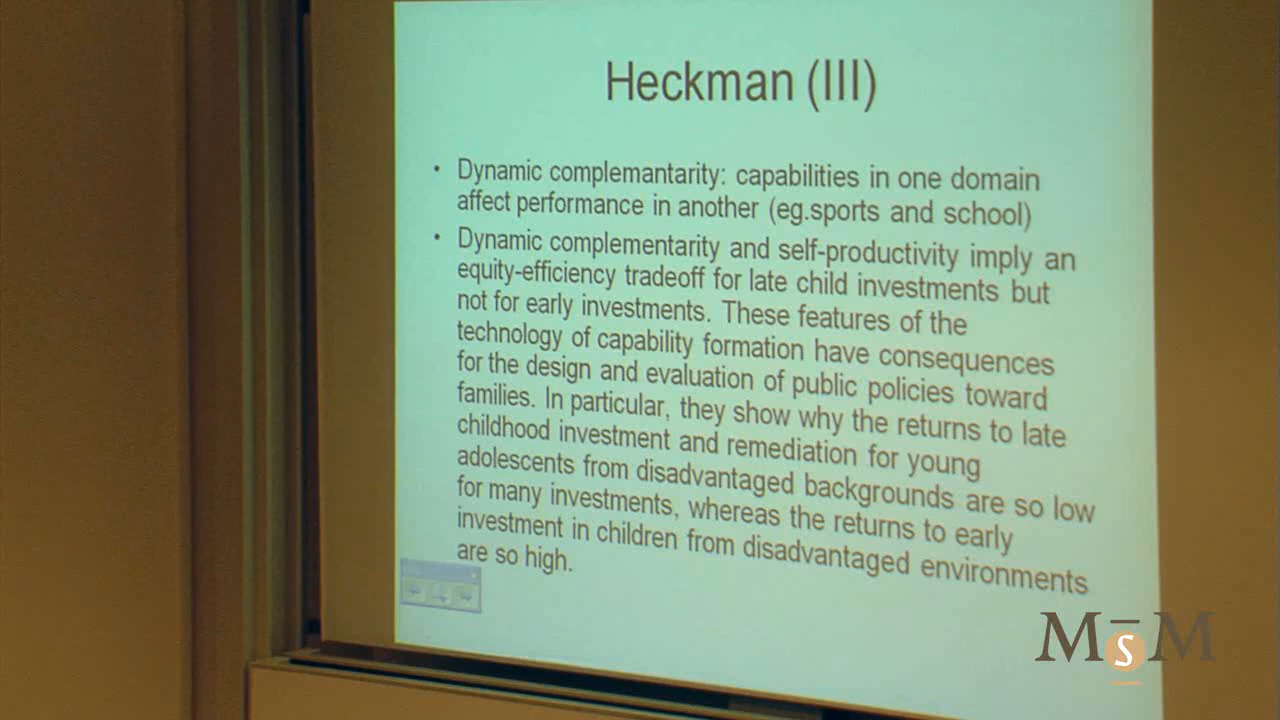 Heckman (III)
• Dynamic complemantarity: capabilities in one domain
affect performance in another (eg.sports and school)
• Dynamic complementarity and self-productivity imply an
equity-efficiency tradeoff for late child investments but
not for early investments. These features of the
technology of capability formation have consequences
for the design and evaluation of public policies toward
families. In particular, they show why the returns to late
childhood investment and remediation for young
adolescents from disadvantaged backgrounds are so low
for many investments, whereas the returns to early
investment in children from disadvantaged environments
are so high.
MSM